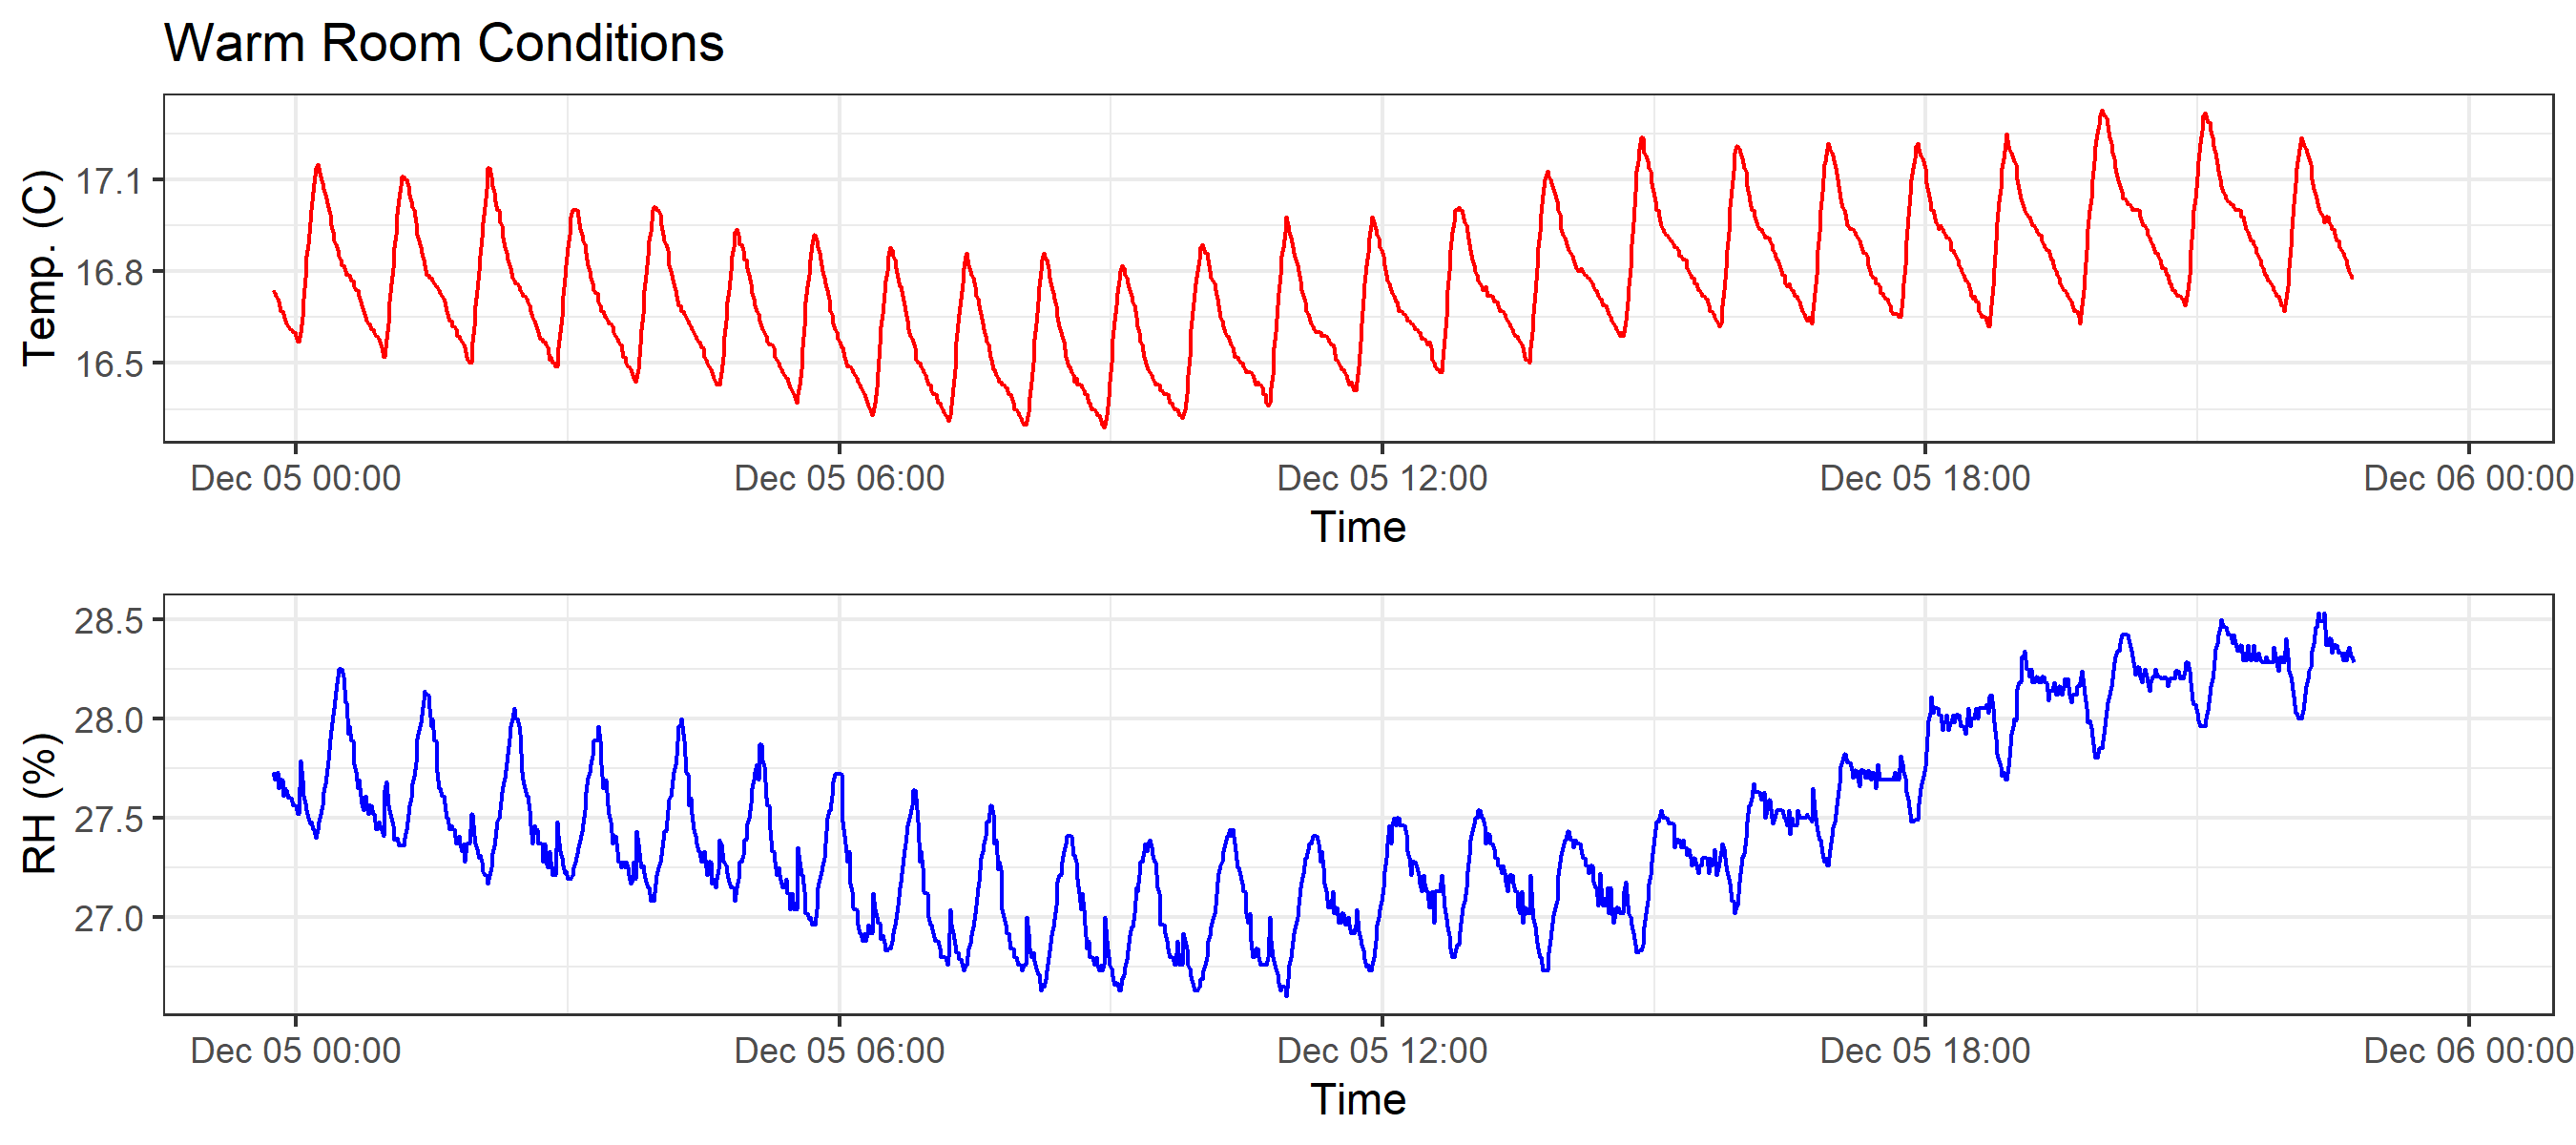 Warm Room Conditions
Temp. (C)
17.1
16.8
16.5
Dec 05 00:00 Dec 05 06:00 Dec 05 12:00 Dec 05 18:00 Dec 06 00:00
Time
RH (%)
28.5
28.0
27.5
27.0
Dec 05 00:00 Dec 05 06:00 Dec 05 12:00 Dec 05 18:00 Dec 06 00:00
Time